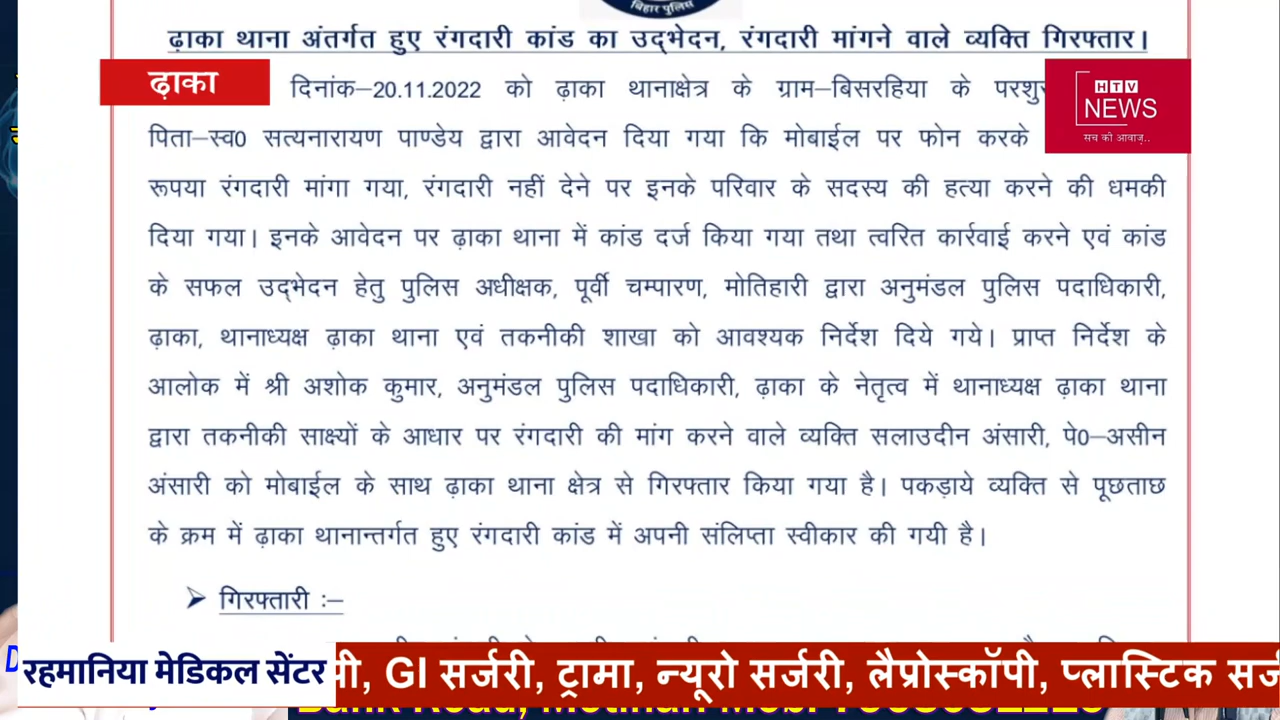 बिहार पुलिस
ढ़ाका थाना अंतर्गत हुए रंगदारी कांड का उद्भेदन, रंगदारी मांगने वाले व्यक्ति गिरफ्तार।
ढ़ाका
दिनांक–20.11.2022 को ढ़ाका थानाक्षेत्र के ग्राम–बिसरहिया के
HTV
NEWS
सच की आवाज़..
पिता–स्व0 सत्यनारायण पाण्डेय द्वारा आवेदन दिया गया कि मोबाईल पर फोन करके
रूपया रंगदारी मांगा गया, रंगदारी नहीं देने पर इनके परिवार के सदस्य की हत्या करने की धमकी
दिया गया। इनके आवेदन पर ढ़ाका थाना में कांड दर्ज किया गया तथा त्वरित कार्रवाई करने एवं कांड
के सफल उद्भेदन हेतु पुलिस अधीक्षक, पूर्वी चम्पारण, मोतिहारी द्वारा अनुमंडल पुलिस पदाधिकारी,
ढ़ाका, थानाध्यक्ष ढ़ाका थाना एवं तकनीकी शाखा को आवश्यक निर्देश दिये गये। प्राप्त निर्देश के
आलोक में श्री अशोक कुमार, अनुमंडल पुलिस पदाधिकारी, ढ़ाका के नेतृत्व में थानाध्यक्ष ढ़ाका थाना
द्वारा तकनीकी साक्ष्यों के आधार पर रंगदारी की मांग करने वाले व्यक्ति सलाउदीन अंसारी, पे0–असीन
अंसारी को मोबाईल के साथ ढ़ाका थाना क्षेत्र से गिरफ्तार किया गया है। पकड़ाये व्यक्ति से पूछताछ
के क्रम में ढ़ाका थानान्तर्गत हुए रंगदारी कांड में अपनी संलिप्ता स्वीकार की गयी है।
➢ गिरफ्तारी :–
रहमानिया मेडिकल सेंटर
पी, GI सर्जरी, ट्रामा, न्यूरो सर्जरी, लैप्रोस्कॉपी, प्लास्टिक